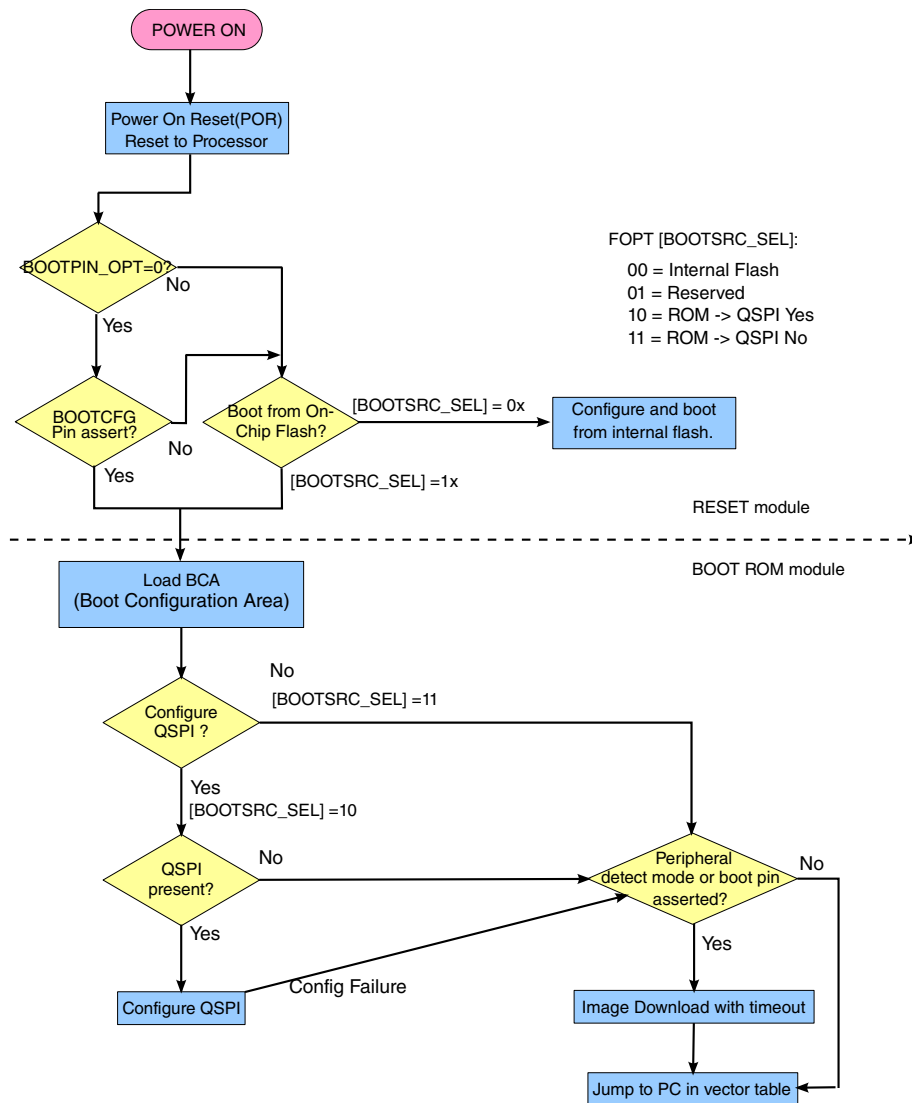 POWER ON
Power On Reset(POR)
Reset to Processor
BOOTPIN_OPT=0?
No
Yes
FOPT [BOOTSRC_SEL]:
00 = Internal Flash
01 = Reserved
10 = ROM -> QSPI Yes
11 = ROM -> QSPI No
BOOTCFG
Pin assert?
No
Yes
Boot from On-
Chip Flash?
[BOOTSRC_SEL] = 0x
Configure and boot
from internal flash.
[BOOTSRC_SEL] =1x
RESET module
BOOT ROM module
Load BCA
(Boot Configuration Area)
No
[BOOTSRC_SEL] =11
Configure
QSPI ?
Yes
[BOOTSRC_SEL] =10
QSPI
present?
No
Yes
Peripheral
detect mode or boot pin
asserted?
No
Yes
Configure QSPI
Config Failure
Image Download with timeout
Jump to PC in vector table